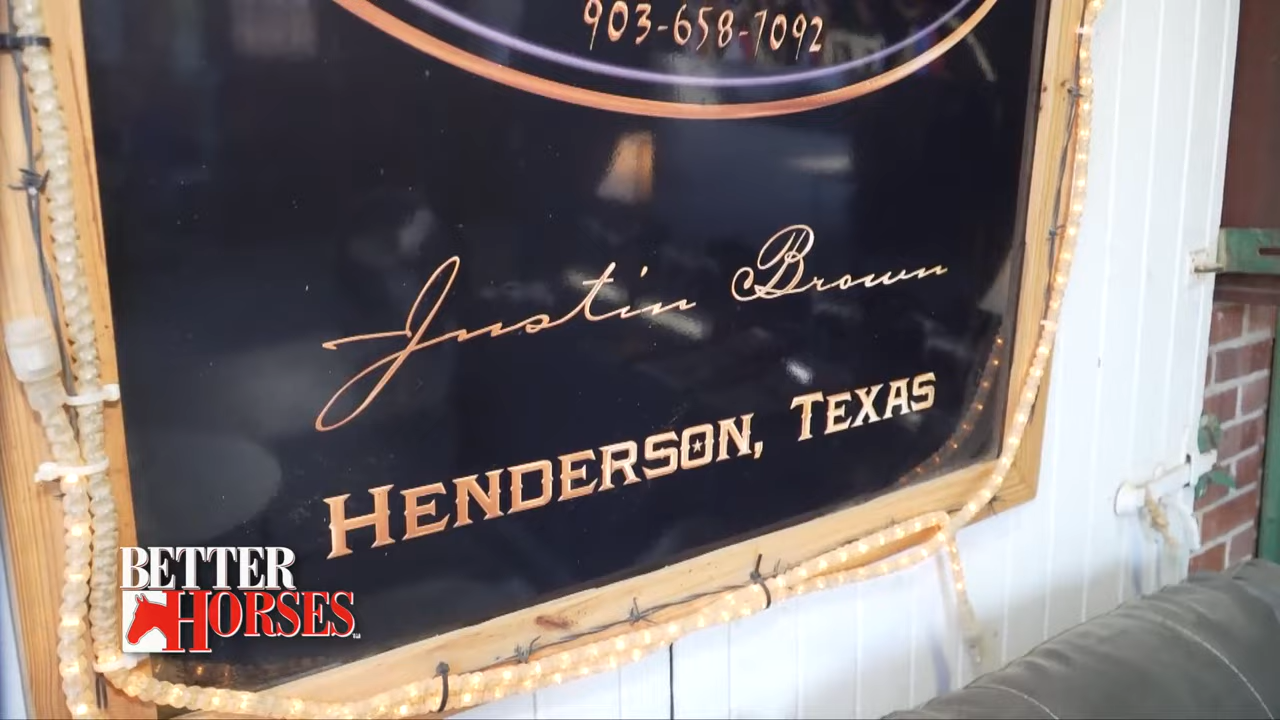 903-658-7092
Justin Brown
HENDERSON, TEXAS
BETTER
HORSES